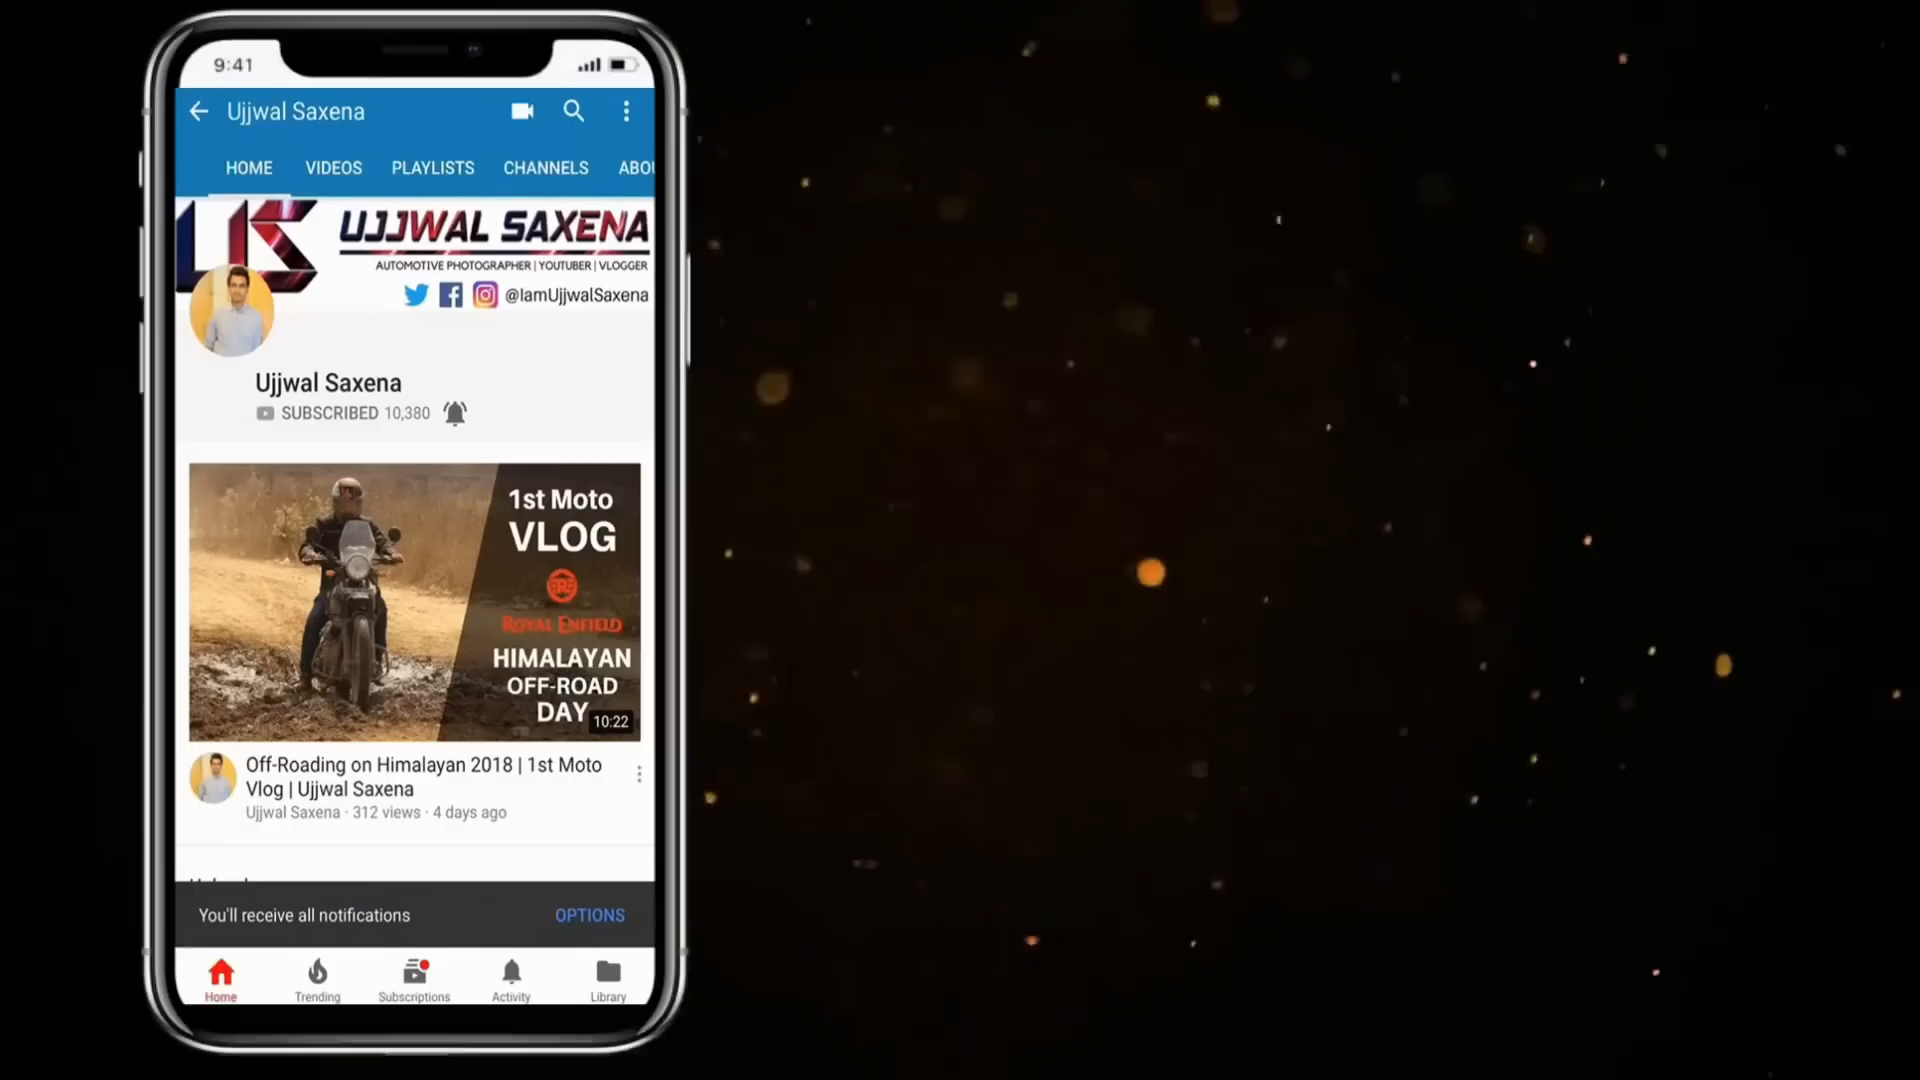 9:41
Ujjwal Saxena
HOME VIDEOS PLAYLISTS CHANNELS ABOU
US
UJJWAL SAXENA
AUTOMOTIVE PHOTOGRAPHER | YOUTUBER | VLOGGER
@IamUjjwalSaxena
Ujjwal Saxena
SUBSCRIBED 10,380
1st Moto
VLOG
ROYAL ENFIELD
HIMALAYAN
OFF-ROAD
DAY
10:22
Off-Roading on Himalayan 2018 | 1st Moto
Vlog | Ujjwal Saxena
Ujjwal Saxena · 312 views · 4 days ago
You'll receive all notifications OPTIONS
Home Trending Subscriptions Activity Library